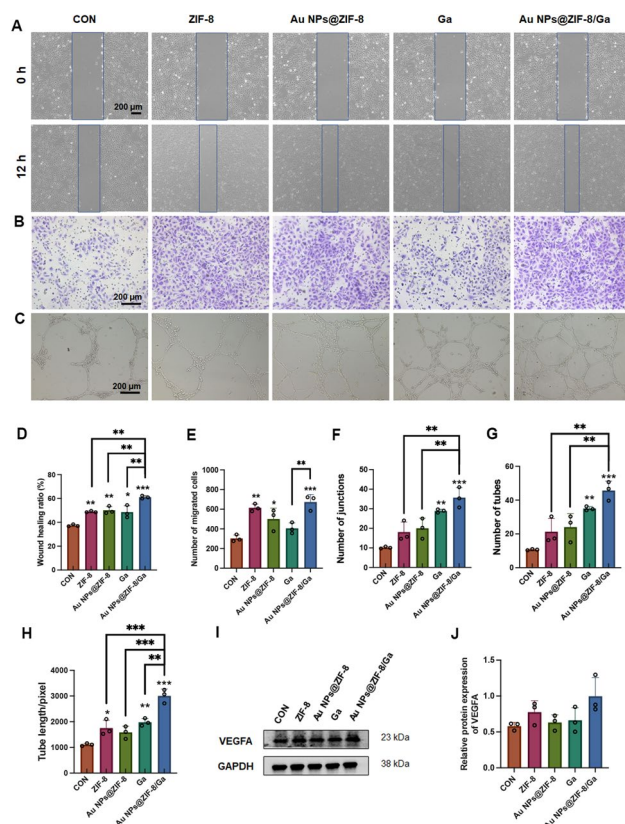 A
CON
ZIF-8
Au NPs@ZIF-8
Ga
Au NPs@ZIF-8/Ga
0 h
200 µm
12 h
B
200 µm
C
200 µm
D
Wound healing ratio (%)
80
60
40
20
0
**
**
**
**
**
*
***
CON
ZIF-8
Au NPs@ZIF-8
Ga
Au NPs@ZIF-8/Ga
E
Number of migrated cells
1000
800
600
400
200
0
**
**
*
***
CON
ZIF-8
Au NPs@ZIF-8
Ga
Au NPs@ZIF-8/Ga
F
Number of junctions
50
40
30
20
10
0
**
**
**
***
CON
ZIF-8
Au NPs@ZIF-8
Ga
Au NPs@ZIF-8/Ga
G
Number of tubes
60
40
20
0
**
**
**
***
CON
ZIF-8
Au NPs@ZIF-8
Ga
Au NPs@ZIF-8/Ga
H
Tube length/pixel
4000
3000
2000
1000
0
***
***
**
*
**
***
CON
ZIF-8
Au NPs@ZIF-8
Ga
Au NPs@ZIF-8/Ga
I
CON
ZIF-8
Au NPs@ZIF-8
Ga
Au NPs@ZIF-8/Ga
VEGFA
23 kDa
GAPDH
38 kDa
J
Relative protein expression
of VEGFA
1.5
1.0
0.5
0.0
CON
ZIF-8
Au NPs@ZIF-8
Ga
Au NPs@ZIF-8/Ga